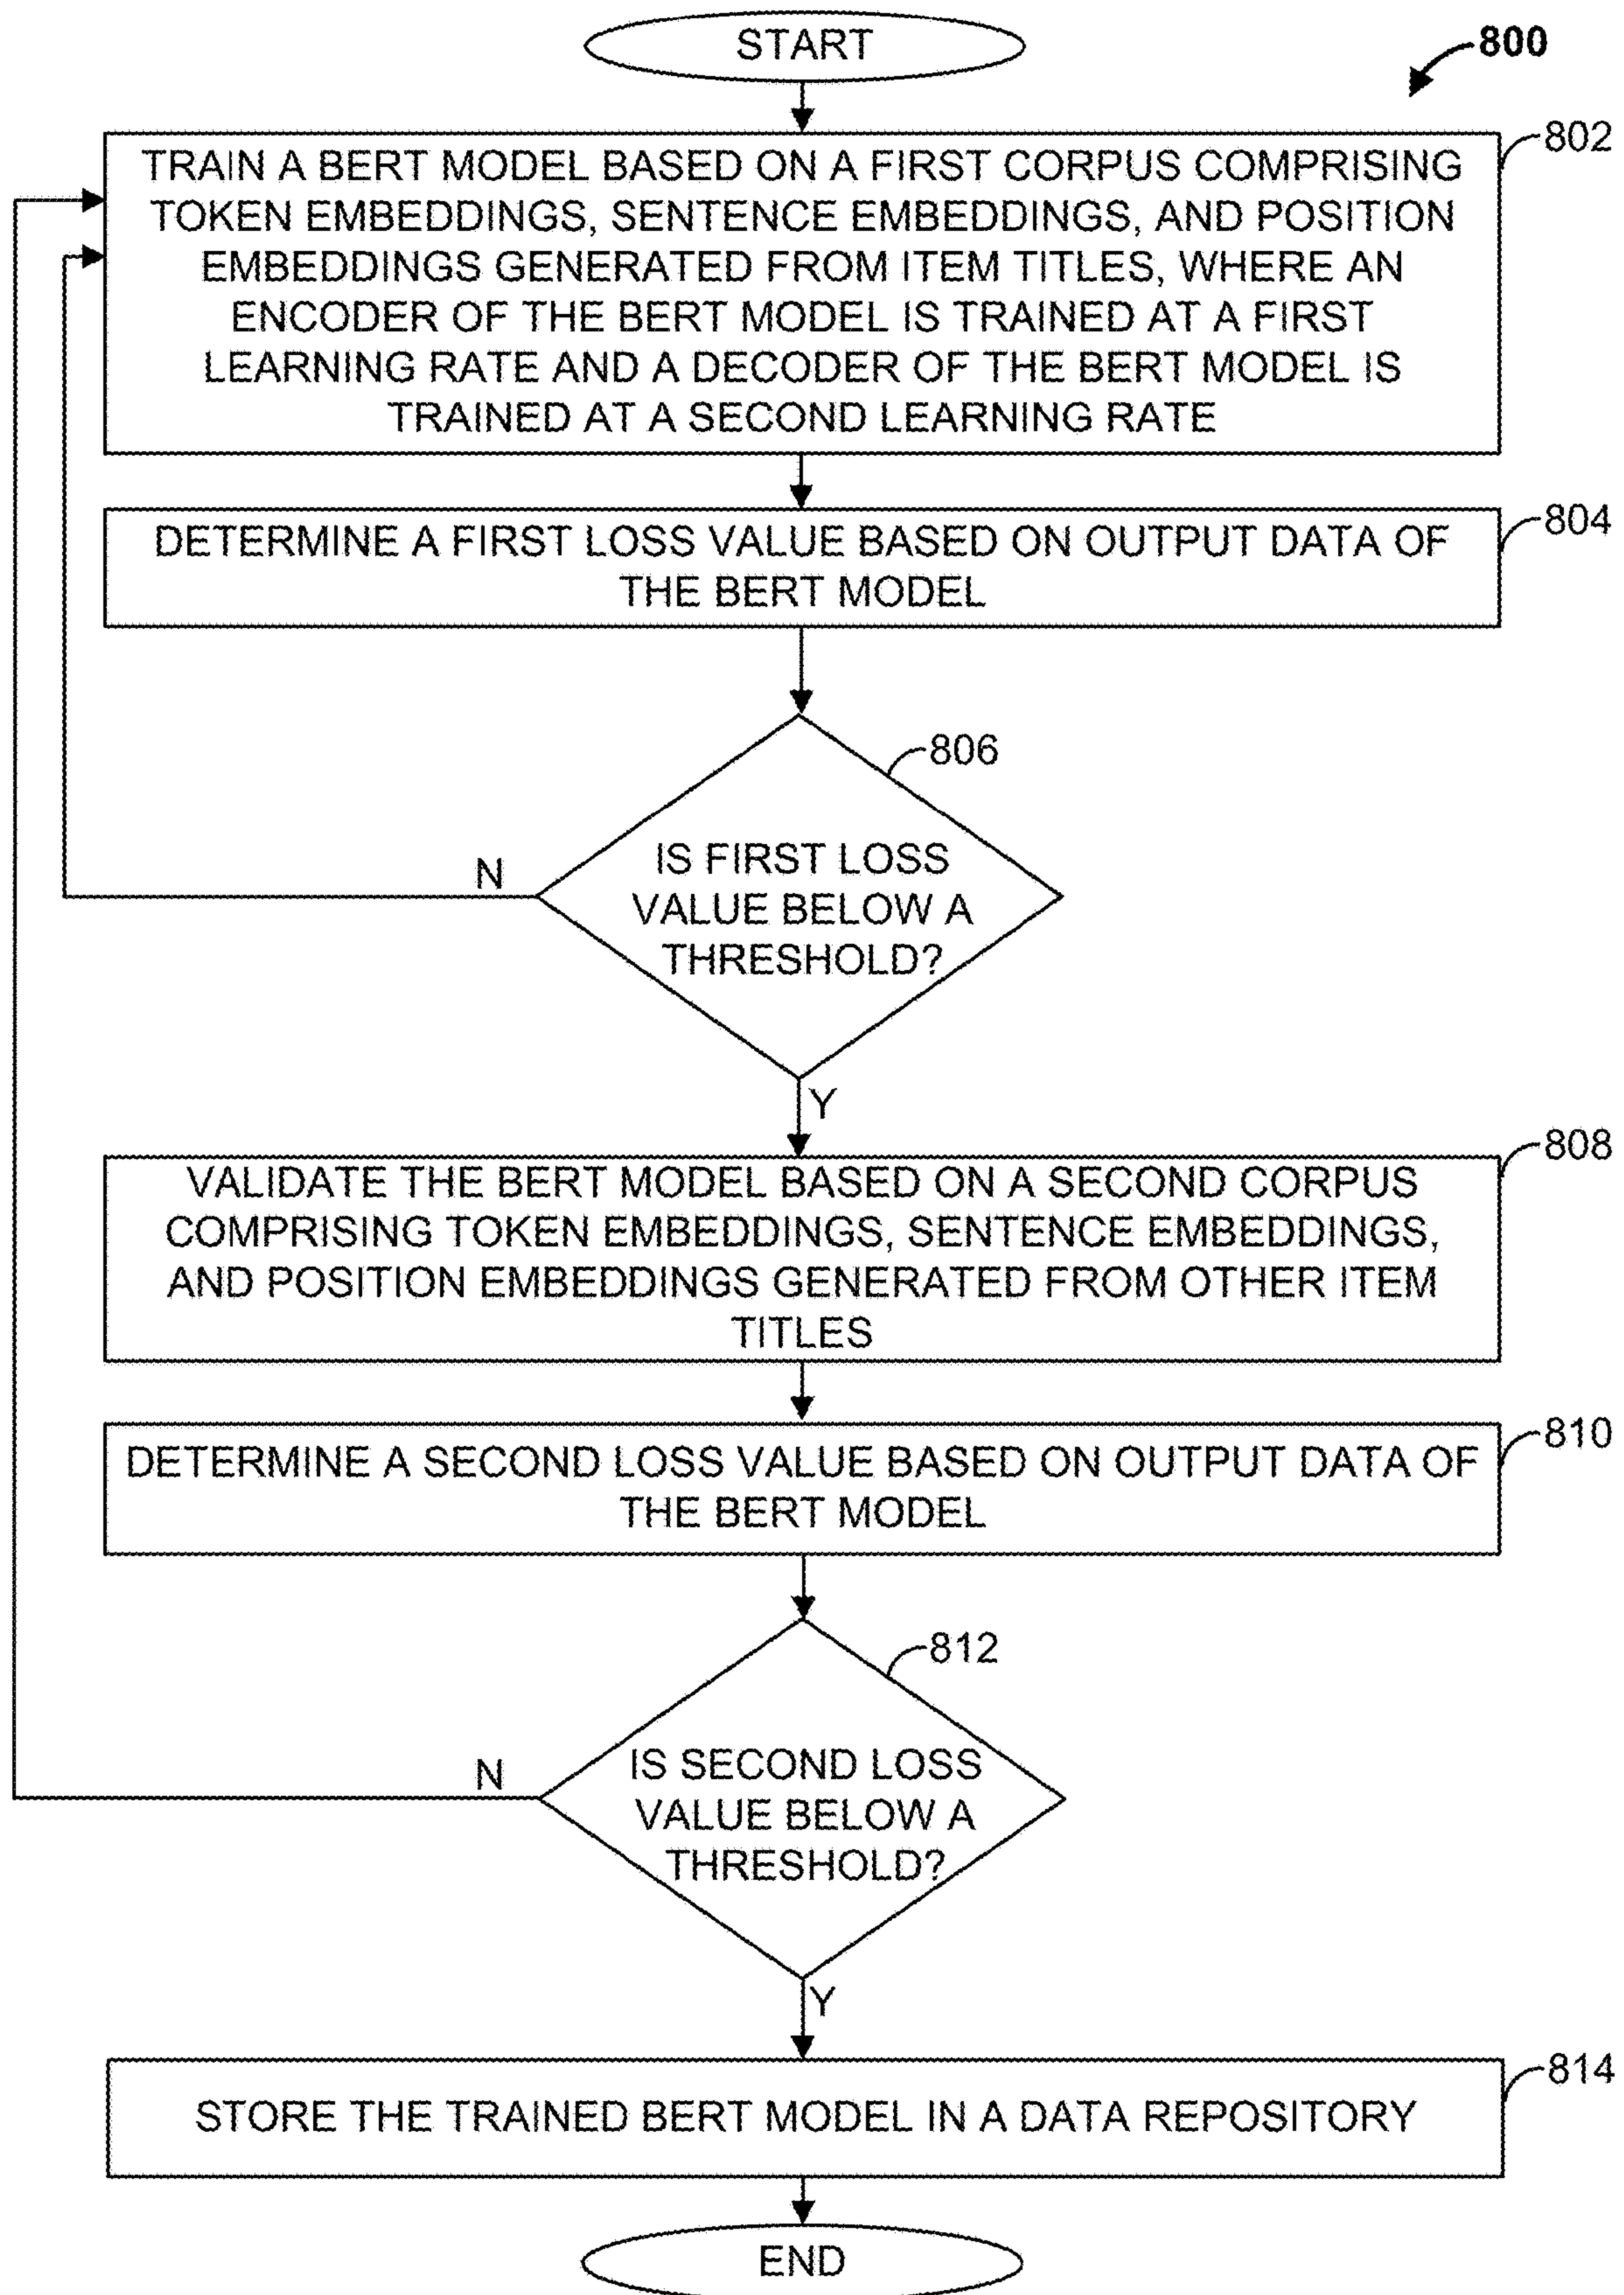 START
800
802
TRAIN A BERT MODEL BASED ON A FIRST CORPUS COMPRISING
TOKEN EMBEDDINGS, SENTENCE EMBEDDINGS, AND POSITION
EMBEDDINGS GENERATED FROM ITEM TITLES, WHERE AN
ENCODER OF THE BERT MODEL IS TRAINED AT A FIRST
LEARNING RATE AND A DECODER OF THE BERT MODEL IS
TRAINED AT A SECOND LEARNING RATE
804
DETERMINE A FIRST LOSS VALUE BASED ON OUTPUT DATA OF
THE BERT MODEL
806
IS FIRST LOSS
VALUE BELOW A
THRESHOLD?
N
Y
808
VALIDATE THE BERT MODEL BASED ON A SECOND CORPUS
COMPRISING TOKEN EMBEDDINGS, SENTENCE EMBEDDINGS,
AND POSITION EMBEDDINGS GENERATED FROM OTHER ITEM
TITLES
810
DETERMINE A SECOND LOSS VALUE BASED ON OUTPUT DATA OF
THE BERT MODEL
812
IS SECOND LOSS
VALUE BELOW A
THRESHOLD?
N
Y
814
STORE THE TRAINED BERT MODEL IN A DATA REPOSITORY
END